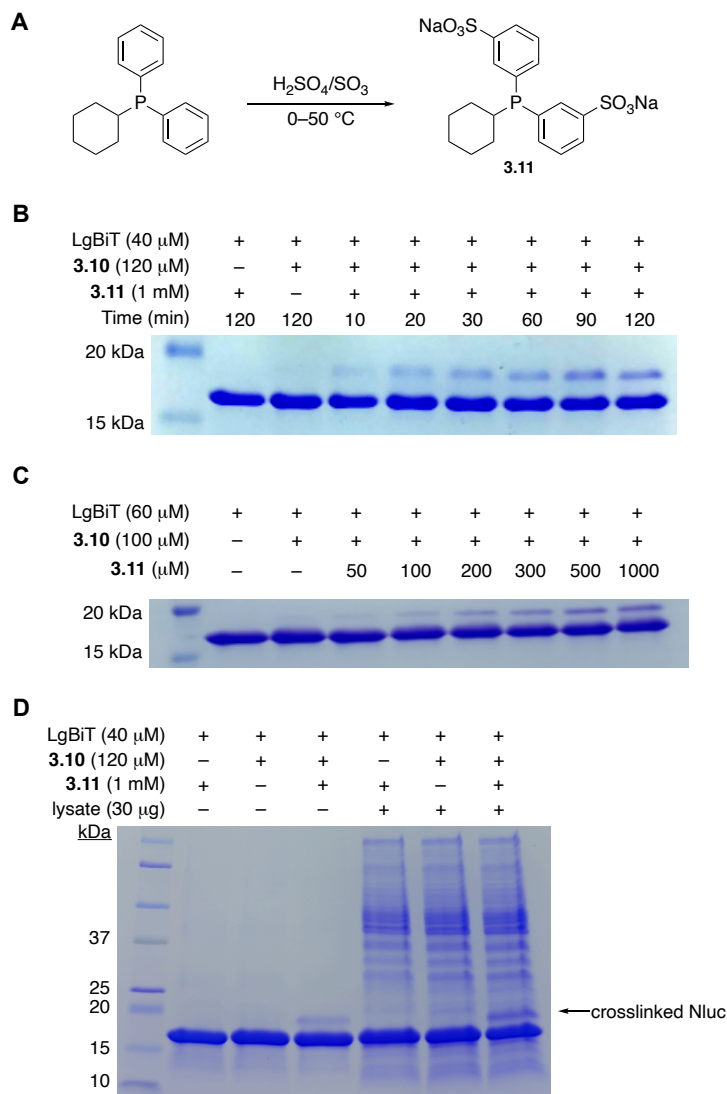 A
P
H₂SO₄/SO₃
0–50 °C
NaO₃S
P
SO₃Na
3.11
B
LgBiT (40 μM) + + + + + + + +
3.10 (120 μM) – + + + + + + +
3.11 (1 mM) + – + + + + + +
Time (min) 120 120 10 20 30 60 90 120
20 kDa
15 kDa
C
LgBiT (60 μM) + + + + + + + +
3.10 (100 μM) – + + + + + + +
3.11 (μM) – – 50 100 200 300 500 1000
20 kDa
15 kDa
D
LgBiT (40 μM) + + + + + +
3.10 (120 μM) – + + – + +
3.11 (1 mM) + – + + – +
lysate (30 μg) – – – + + +
kDa
37
25
20
crosslinked Nluc
15
10